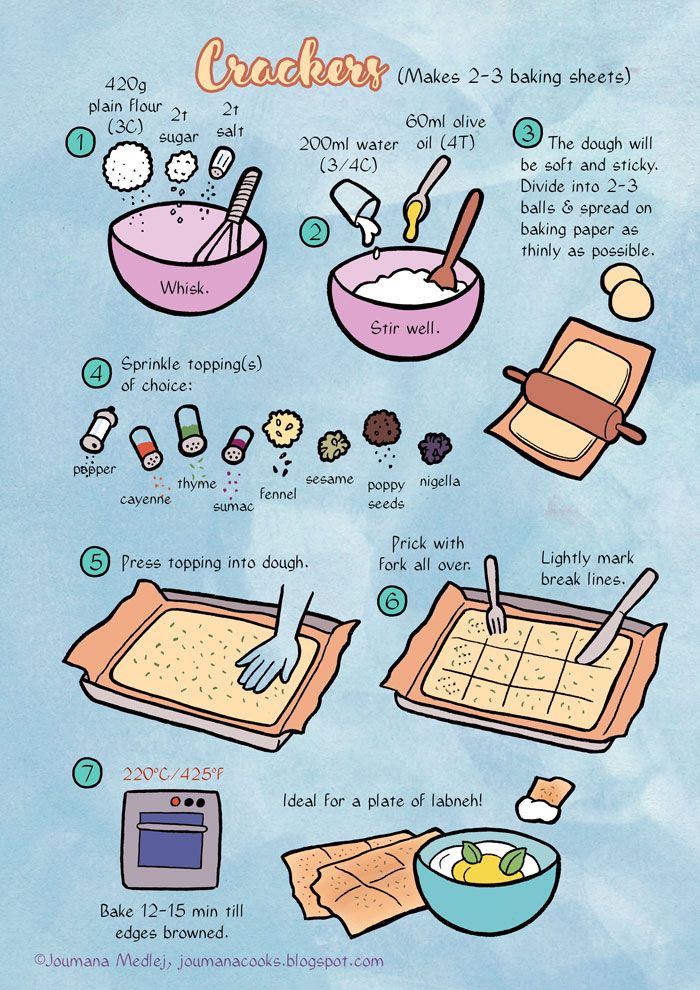 Crackers (Makes 2-3 baking sheets)
1
420g
plain flour
(3C)
2t
sugar
2t
salt
Whisk.
2
200ml water
(3/4C)
60ml olive
oil (4T)
Stir well.
3
The dough will
be soft and sticky.
Divide into 2-3
balls & spread on
baking paper as
thinly as possible.
4
Sprinkle topping(s)
of choice:
pepper
cayenne
thyme
sumac
fennel
sesame
poppy
seeds
nigella
5
Press topping into dough.
6
Prick with
fork all over.
Lightly mark
break lines.
7
220°C/425°F
Bake 12-15 min till
edges browned.
Ideal for a plate of labneh!
©Joumana Medlej, joumanacooks.blogspot.com